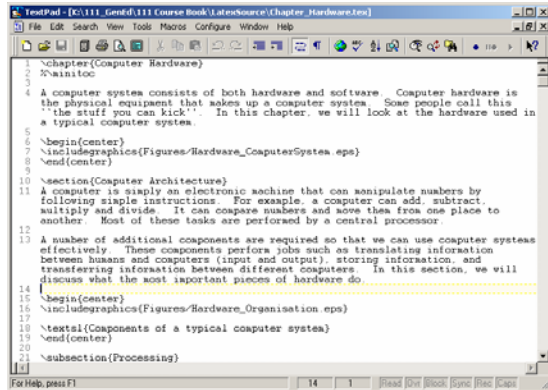 TextPad - [K:\111_GenEd\111 Course Book\LatexSource\Chapter_Hardware.tex]
File Edit Search View Tools Macros Configure Window Help
1 \chapter{Computer Hardware}
2 %\minitoc
3
4 A computer system consists of both hardware and software. Computer hardware is
the physical equipment that makes up a computer system. Some people call this
``the stuff you can kick''. In this chapter, we will look at the hardware used in
a typical computer system.
5
6 \begin{center}
7 \includegraphics{Figures/Hardware_ComputerSystem.eps}
8 \end{center}
9
10 \section{Computer Architecture}
11 A computer is simply an electronic machine that can manipulate numbers by
following simple instructions. For example, a computer can add, subtract,
multiply and divide. It can compare numbers and move them from one place to
another. Most of these tasks are performed by a central processor.
12
13 A number of additional components are required so that we can use computer systems
effectively. These components perform jobs such as translating information
between humans and computers (input and output), storing information, and
transferring information between different computers. In this section, we will
discuss what the most important pieces of hardware do.
14
15 \begin{center}
16 \includegraphics{Figures/Hardware_Organisation.eps}
17
18 \textsl{Components of a typical computer system}
19 \end{center}
20
21 \subsection{Processing}
For Help, press F1 14 1 Read Ovr Block Sync Rec Caps